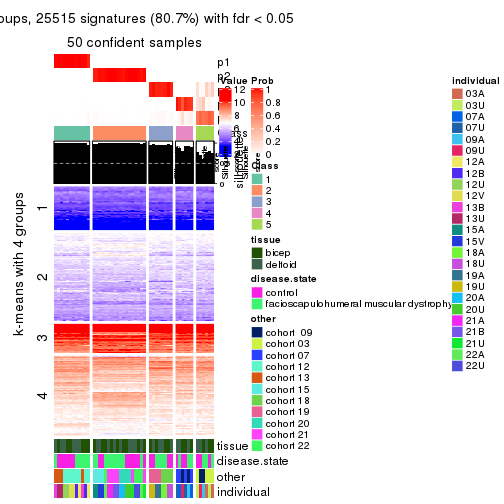 oups, 25515 signatures (80.7%) with fdr < 0.05
50 confident samples
p1
p2
k-means with 4 groups
1
2
3
4
Value
12
10
8
6
4
2
0
Prob
1
0.8
0.6
0.4
0.2
0
silhouette
Class
1
2
3
4
5
tissue
bicep
deltoid
disease.state
control
facioscapulohumeral muscular dystrophy
other
cohort 09
cohort 03
cohort 07
cohort 12
cohort 13
cohort 15
cohort 18
cohort 19
cohort 20
cohort 21
cohort 22
individual
03A
03U
07A
07U
09A
09U
12A
12B
12U
12V
13B
13U
15A
15V
18A
18U
19A
19U
20A
20U
21A
21B
21U
22A
22U
tissue
disease.state
other
individual